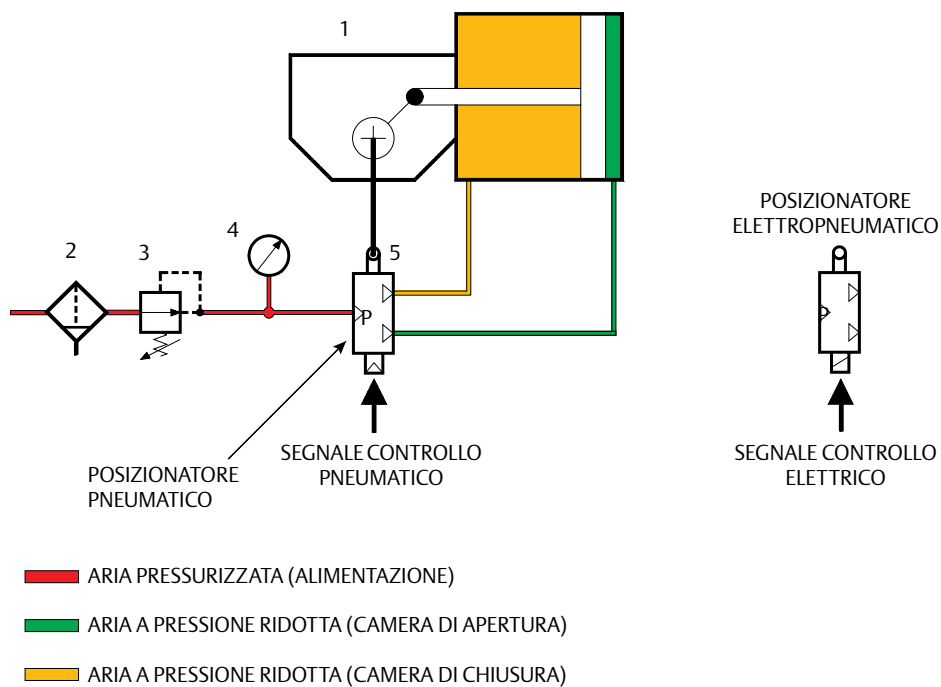 1
2
3
4
5
P
P
POSIZIONATORE
ELETTROPNEUMATICO
POSIZIONATORE
PNEUMATICO
SEGNALE CONTROLLO
PNEUMATICO
SEGNALE CONTROLLO
ELETTRICO
ARIA PRESSURIZZATA (ALIMENTAZIONE)
ARIA A PRESSIONE RIDOTTA (CAMERA DI APERTURA)
ARIA A PRESSIONE RIDOTTA (CAMERA DI CHIUSURA)